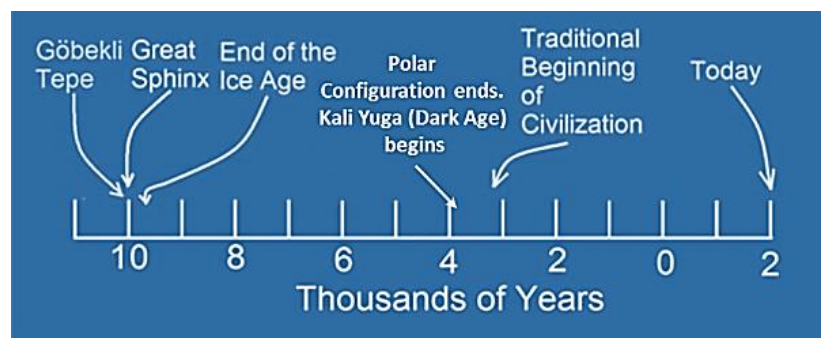 Göbekli
Tepe
Great
Sphinx
End of the
Ice Age
Polar
Configuration ends.
Kali Yuga (Dark Age)
begins
Traditional
Beginning
of
Civilization
Today
10 8 6 4 2 0 2
Thousands of Years